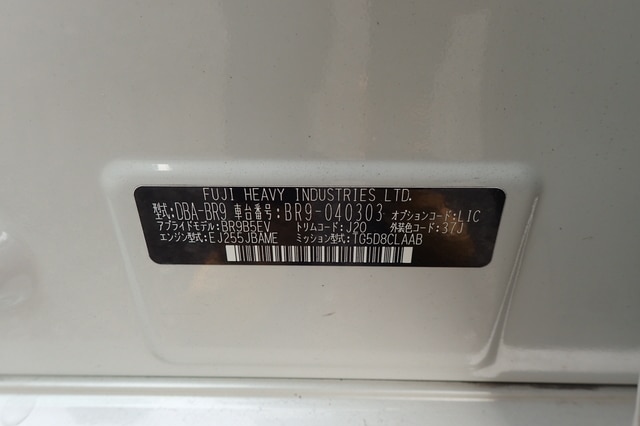 FUJI HEAVY INDUSTRIES LTD.
型式:DBA-BR9 車台番号:BR9-040303 オプションコード:LIC
アプライドモデル:BR9B5EV トリムコード:J20 外装色コード:37J
エンジン型式:EJ255JBAME ミッション型式:TG5D8CLAAB